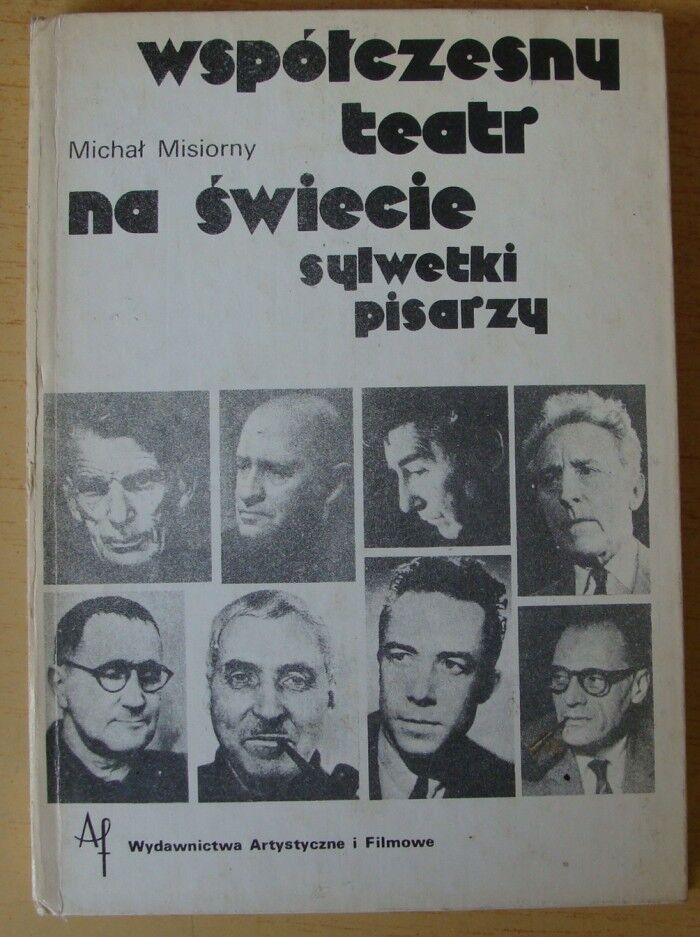 współczesny
teatr
Michał Misiorny
na świecie
sylwetki
pisarzy
Af Wydawnictwa Artystyczne i Filmowe